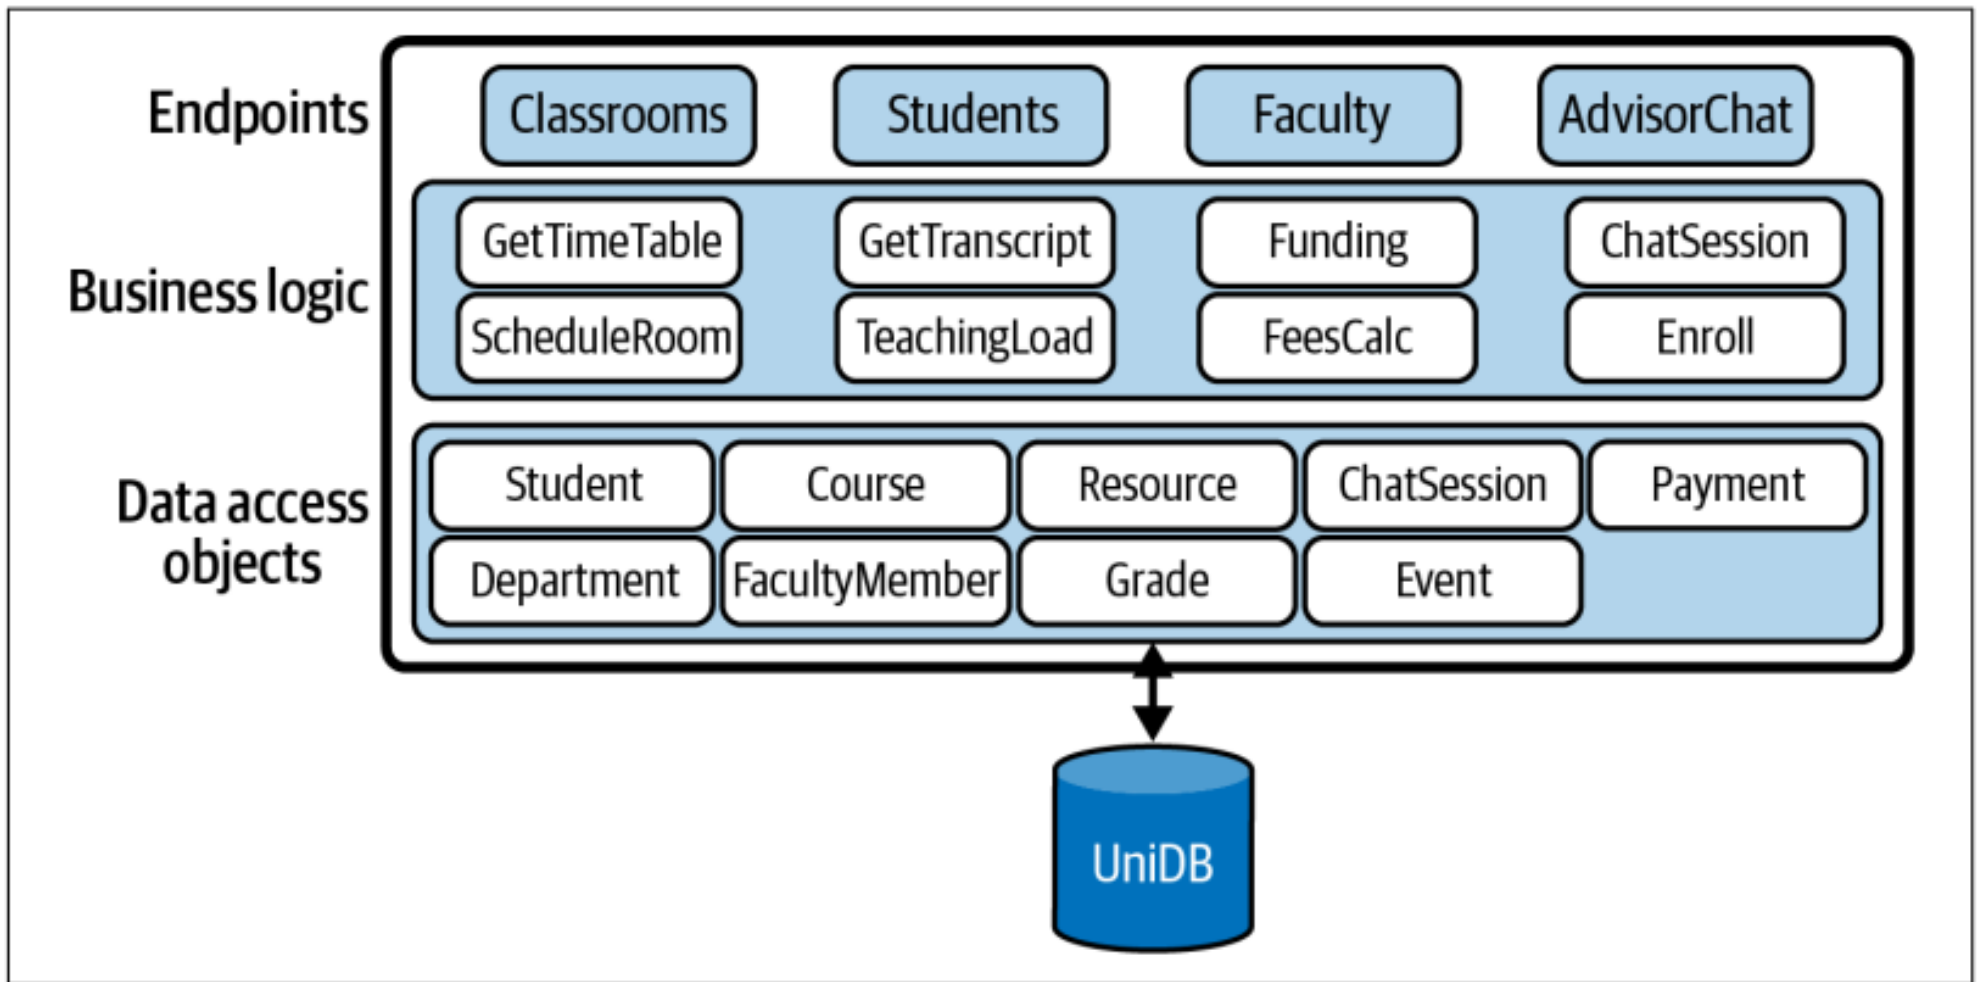 Endpoints
Classrooms
Students
Faculty
AdvisorChat
Business logic
GetTimeTable
GetTranscript
Funding
ChatSession
ScheduleRoom
TeachingLoad
FeesCalc
Enroll
Data access
objects
Student
Course
Resource
ChatSession
Payment
Department
FacultyMember
Grade
Event
UniDB